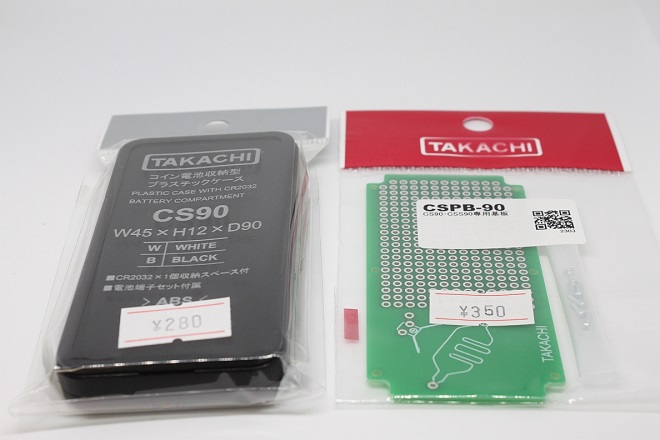 TAKACHI
コイン電池収納型
プラスチックケース
PLASTIC CASE WITH CR2032
BATTERY COMPARTMENT
CS90
W45×H12×D90
W WHITE
B BLACK
■CR2032×1個収納スペース付
■電池端子セット付属
>ABS<
¥280
TAKACHI
CSPB-90
CS90・CSS90専用基板
2303
¥350
TAKACHI